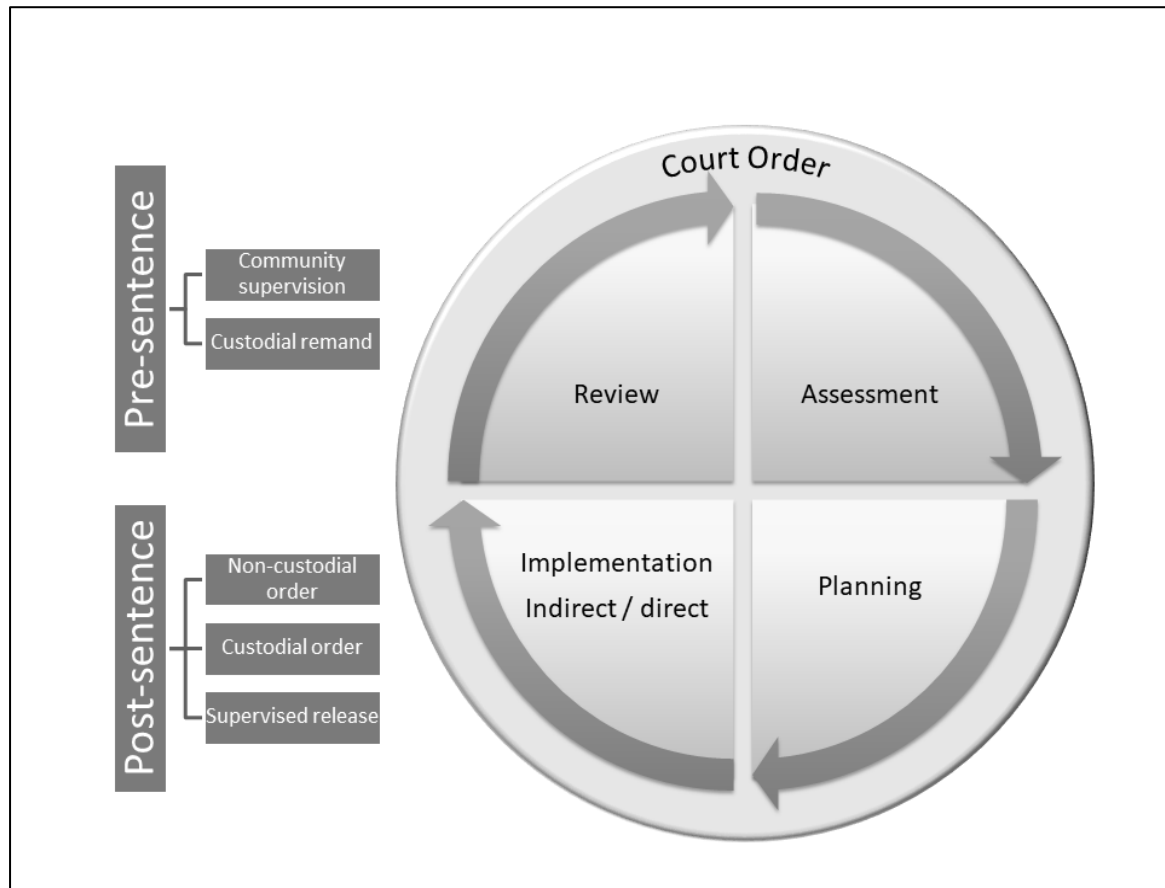 Court Order
Pre-sentence
Community
supervision
Custodial remand
Review
Assessment
Post-sentence
Non-custodial
order
Custodial order
Supervised release
Implementation
Indirect / direct
Planning